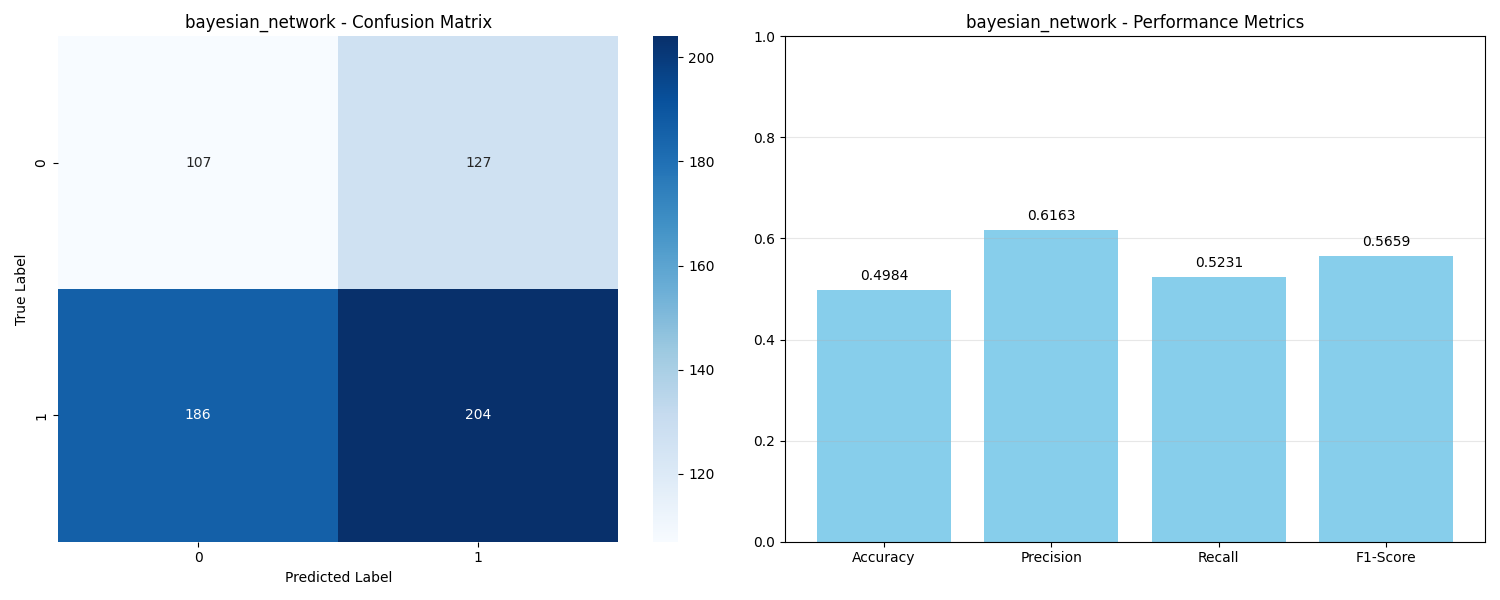 bayesian_network - Confusion Matrix
0
107
127
True Label
1
186
204
0
1
Predicted Label
200
180
160
140
120
bayesian_network - Performance Metrics
1.0
0.8
0.6
0.4
0.2
0.0
0.4984
0.6163
0.5231
0.5659
Accuracy
Precision
Recall
F1-Score